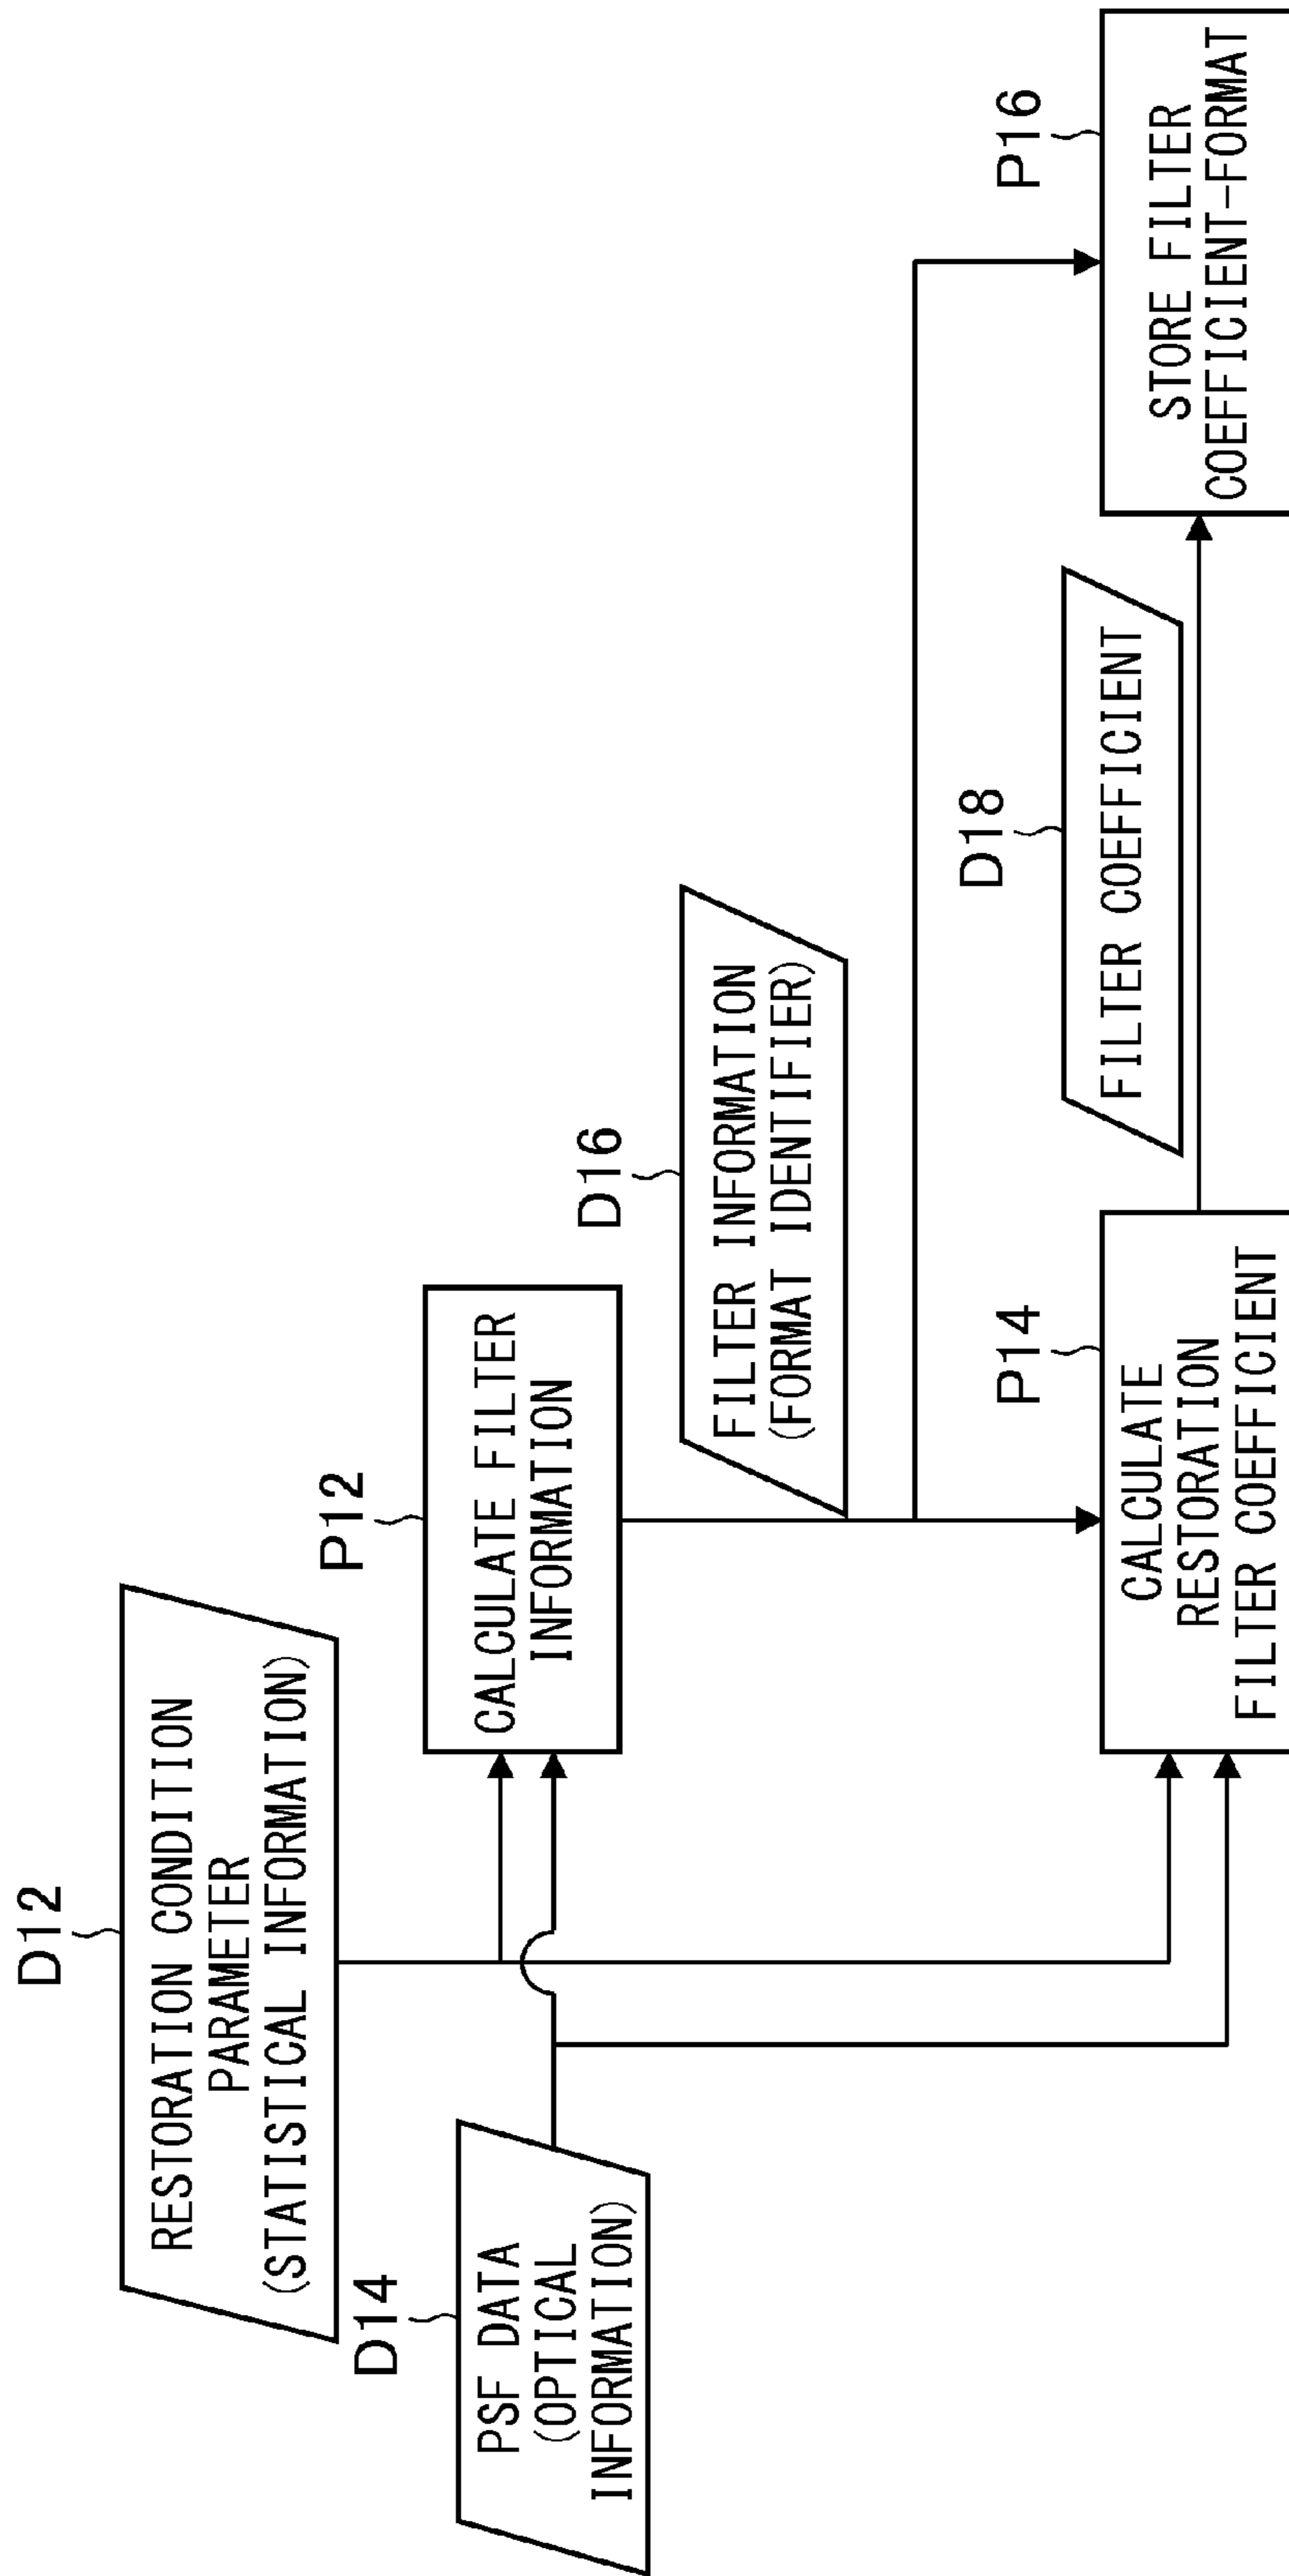 D12
RESTORATION CONDITION
PARAMETER
(STATISTICAL INFORMATION)
D14
PSF DATA
(OPTICAL
INFORMATION)
P12
CALCULATE FILTER
INFORMATION
D16
FILTER INFORMATION
(FORMAT IDENTIFIER)
P14
CALCULATE
RESTORATION
FILTER COEFFICIENT
D18
FILTER COEFFICIENT
P16
STORE FILTER
COEFFICIENT-FORMAT